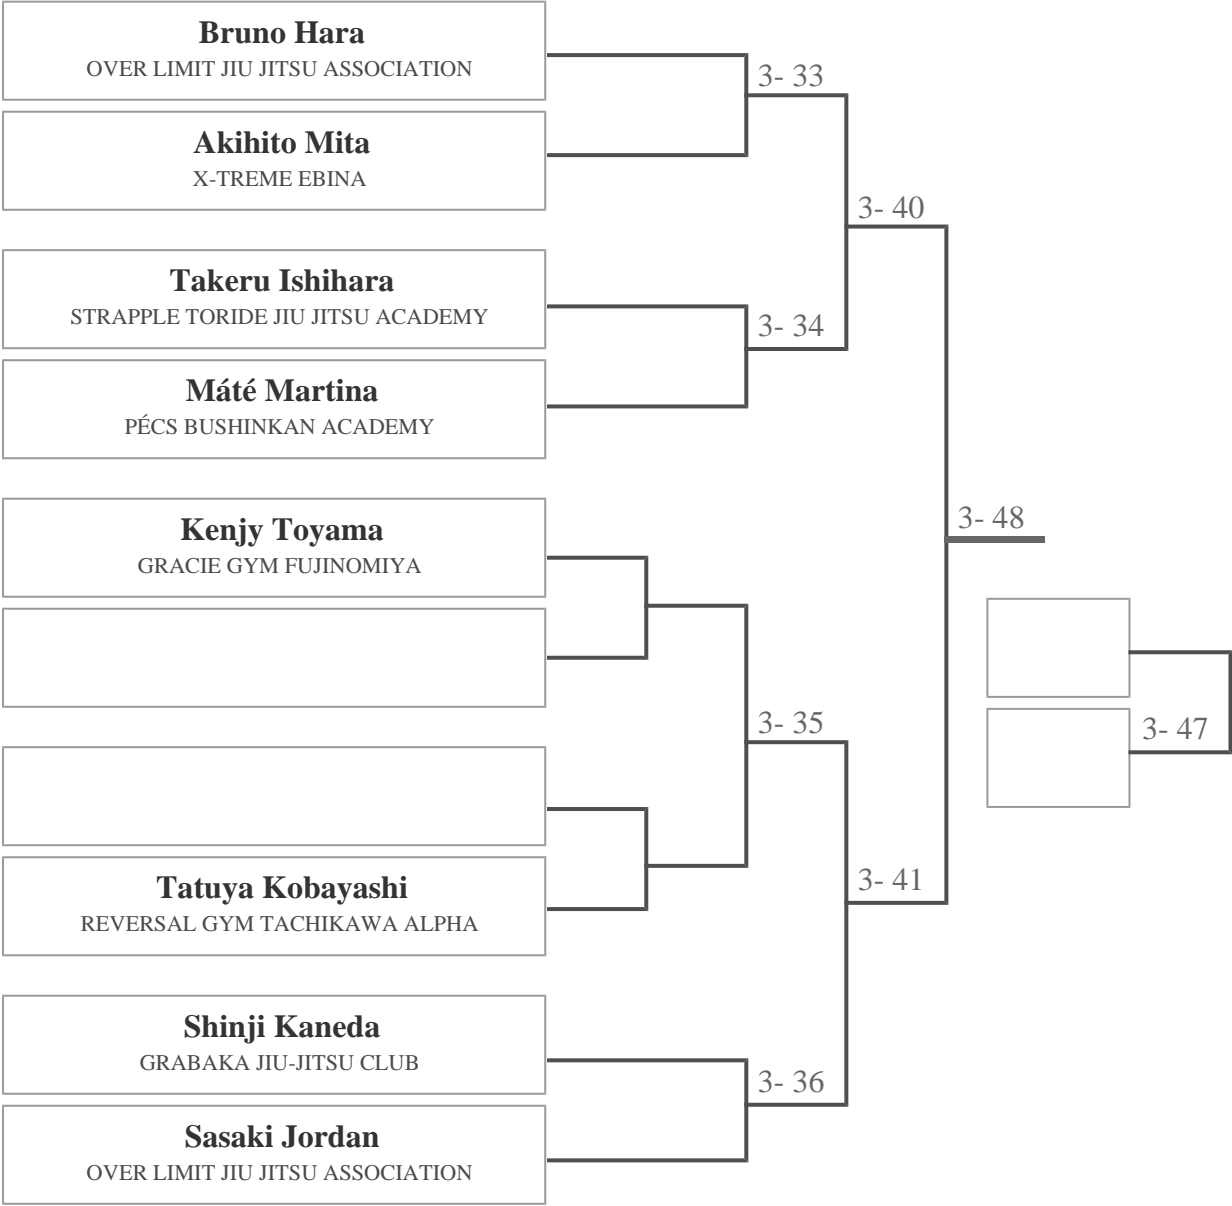 Bruno Hara
OVER LIMIT JIU JITSU ASSOCIATION
3- 33
Akihito Mita
X-TREME EBINA
3- 40
Takeru Ishihara
STRAPPLE TORIDE JIU JITSU ACADEMY
3- 34
Máté Martina
PÉCS BUSHINKAN ACADEMY
3- 48
Kenjy Toyama
GRACIE GYM FUJINOMIYA
3- 35
3- 47
Tatuya Kobayashi
REVERSAL GYM TACHIKAWA ALPHA
3- 41
Shinji Kaneda
GRABAKA JIU-JITSU CLUB
3- 36
Sasaki Jordan
OVER LIMIT JIU JITSU ASSOCIATION